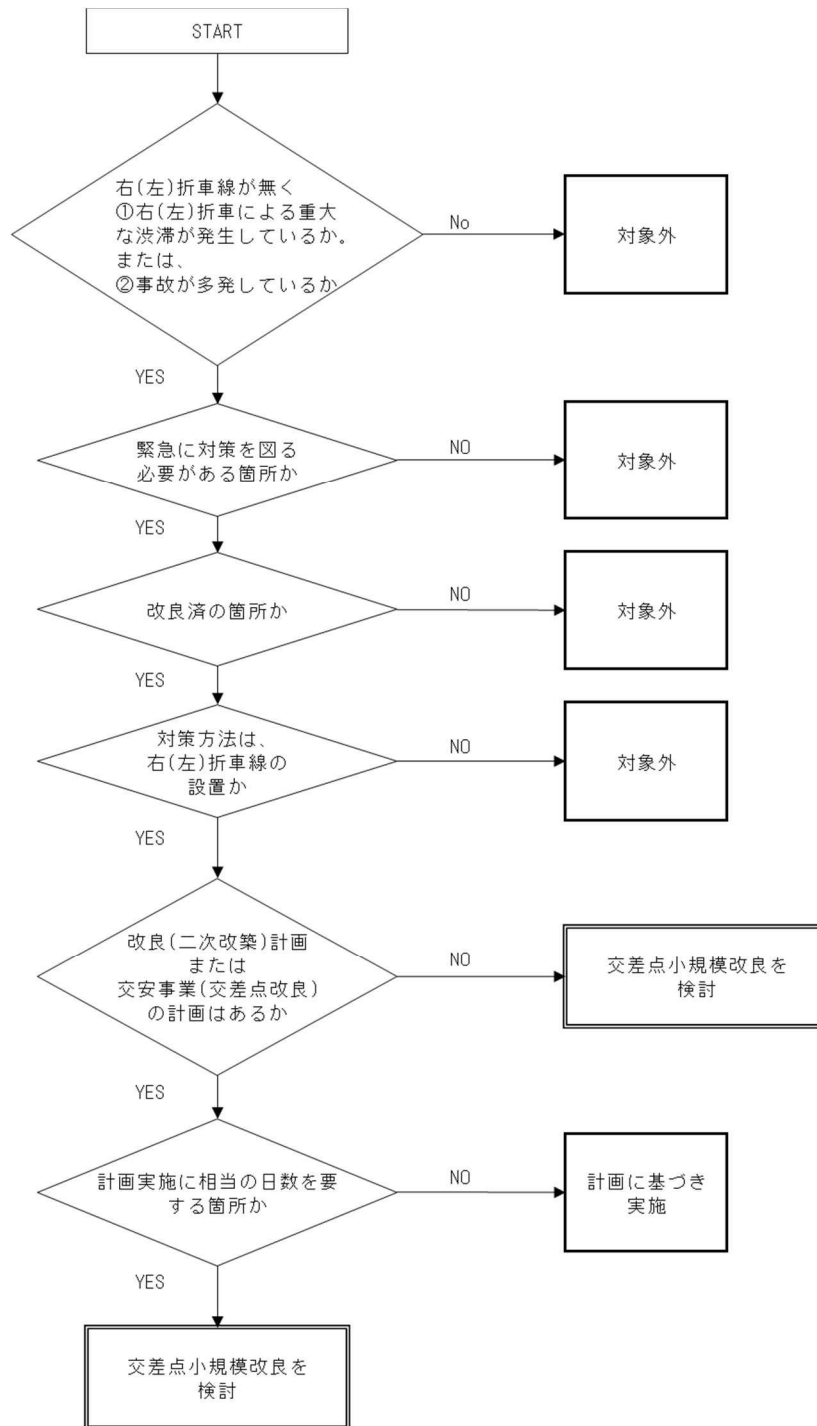 START
右(左)折車線が無く
①右(左)折車による重大
な渋滞が発生しているか。
または、
②事故が多発しているか
No
対象外
YES
緊急に対策を図る
必要がある箇所か
NO
対象外
YES
改良済の箇所か
NO
対象外
YES
対策方法は、
右(左)折車線の
設置か
NO
対象外
YES
改良(二次改築)計画
または
交安事業(交差点改良)
の計画はあるか
NO
交差点小規模改良を
検討
YES
計画実施に相当の日数を要
する箇所か
NO
計画に基づき
実施
YES
交差点小規模改良を
検討